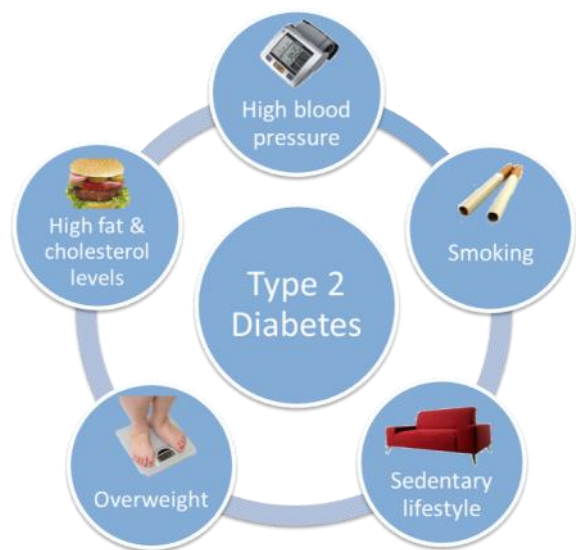 High blood
pressure
Smoking
Sedentary
lifestyle
Overweight
High fat &
cholesterol
levels
Type 2
Diabetes